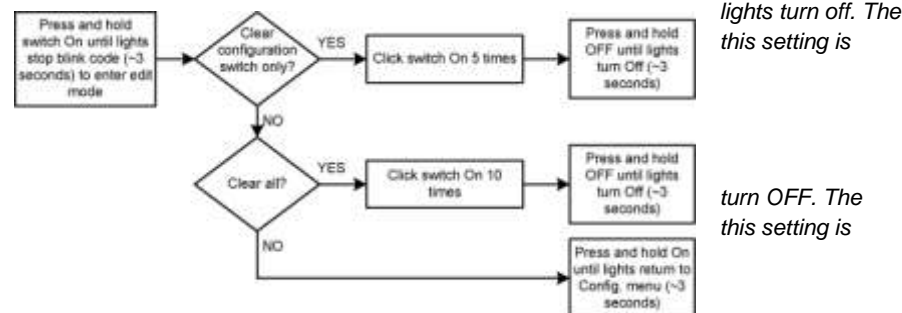 Press and hold
switch On until lights
stop blink code (~3
seconds) to enter edit
mode
Clear
configuration
switch only?
YES
Click switch On 5 times
Press and hold
OFF until lights
turn Off (~3
seconds)
lights turn off. The
this setting is
NO
Clear all?
YES
Click switch On 10
times
Press and hold
OFF until lights
turn Off (~3
seconds)
turn OFF. The
this setting is
NO
Press and hold On
until lights return to
Config. menu (~3
seconds)